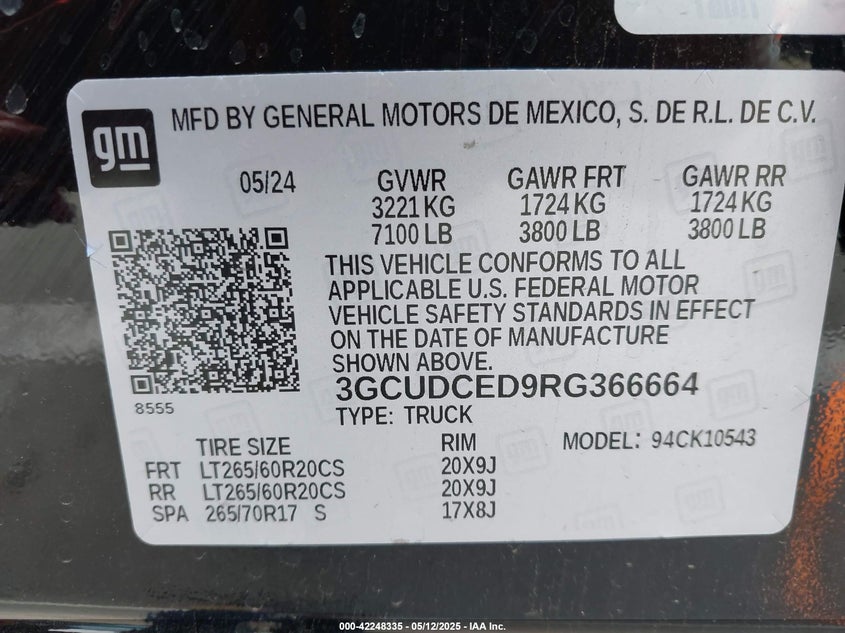 gm
MFD BY GENERAL MOTORS DE MEXICO, S. DE R.L. DE C.V.
05/24 GVWR GAWR FRT GAWR RR
3221 KG 1724 KG 1724 KG
7100 LB 3800 LB 3800 LB
THIS VEHICLE CONFORMS TO ALL
APPLICABLE U.S. FEDERAL MOTOR
VEHICLE SAFETY STANDARDS IN EFFECT
ON THE DATE OF MANUFACTURE
SHOWN ABOVE.
3GCUDCED9RG366664
8555
TYPE: TRUCK
TIRE SIZE RIM MODEL: 94CK10543
FRT LT265/60R20CS 20X9J
RR LT265/60R20CS 20X9J
SPA 265/70R17 S 17X8J
000-42248335 - 05/12/2025 - IAA Inc.